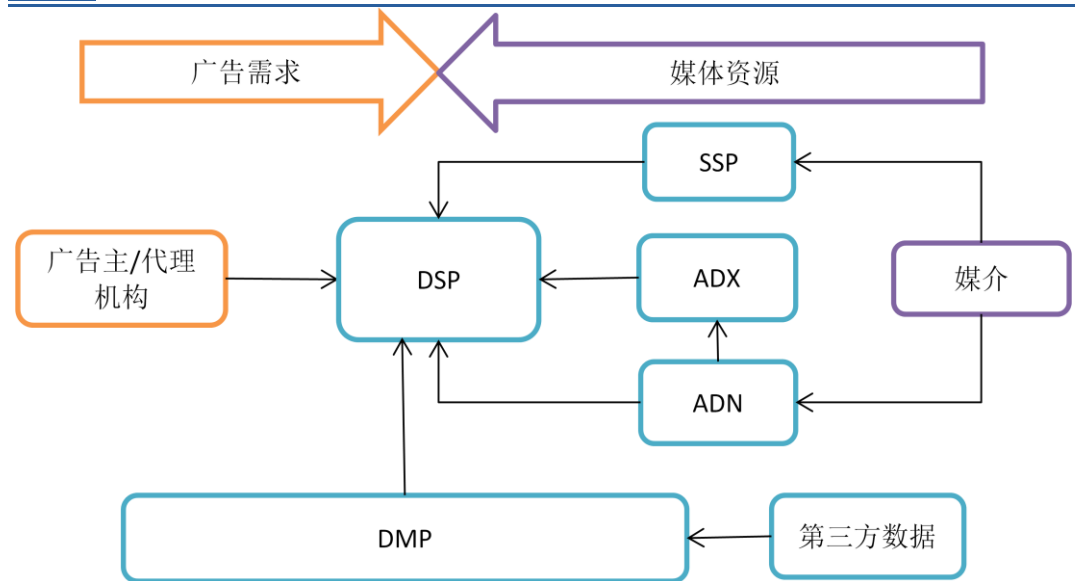 广告需求
媒体资源
SSP
广告主/代理
机构
DSP
ADX
媒介
ADN
DMP
第三方数据